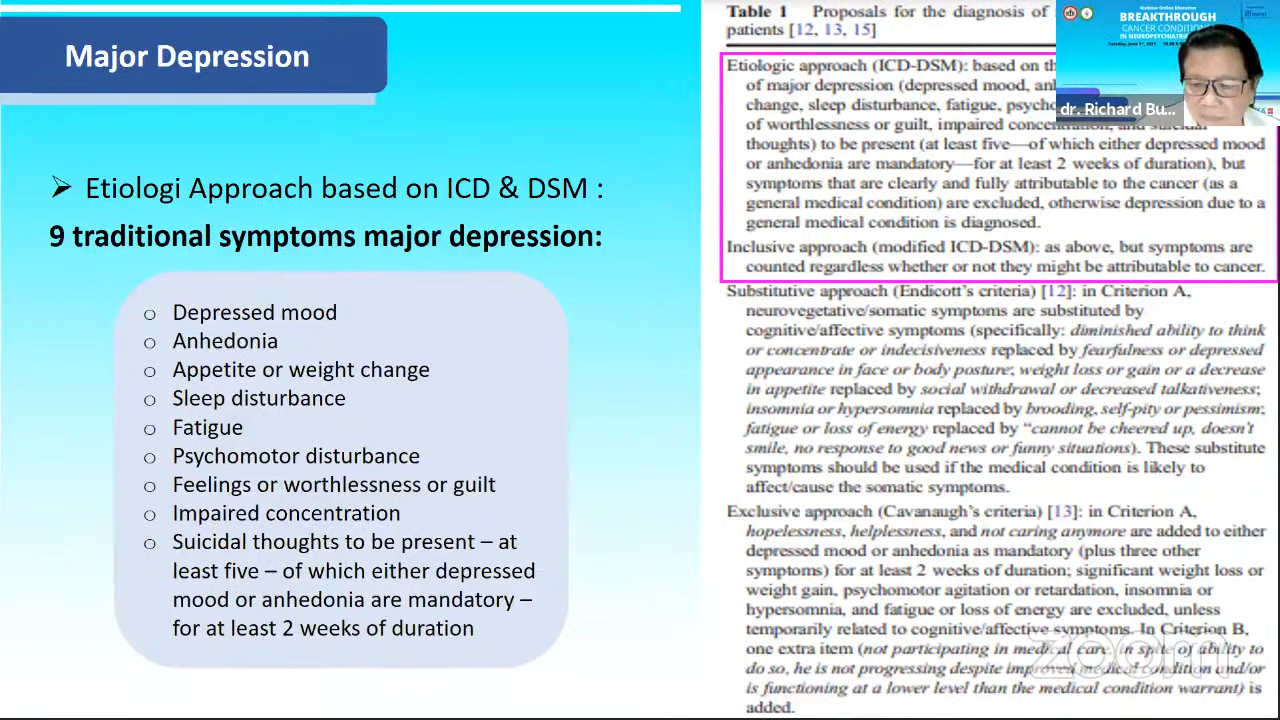 Major Depression
➢ Etiologi Approach based on ICD & DSM :
9 traditional symptoms major depression:
o Depressed mood
o Anhedonia
o Appetite or weight change
o Sleep disturbance
o Fatigue
o Psychomotor disturbance
o Feelings or worthlessness or guilt
o Impaired concentration
o Suicidal thoughts to be present – at
least five – of which either depressed
mood or anhedonia are mandatory –
for at least 2 weeks of duration
Table 1 Proposals for the diagnosis of
patients [12, 13, 15]
Etiologic approach (ICD-DSM): based on
of major depression (depressed mood,
change, sleep disturbance, fatigue,
of worthlessness or guilt, impaired concentration, and suicidal
thoughts) to be present (at least five—of which either depressed mood
or anhedonia are mandatory—for at least 2 weeks of duration), but
symptoms that are clearly and fully attributable to the cancer (as a
general medical condition) are excluded, otherwise depression due to a
general medical condition is diagnosed.
Inclusive approach (modified ICD-DSM): as above, but symptoms are
counted regardless whether or not they might be attributable to cancer.
Substitutive approach (Endicott's criteria) [12]: in Criterion A,
neurovegetative/somatic symptoms are substituted by
cognitive/affective symptoms (specifically: diminished ability to think
or concentrate or indecisiveness replaced by fearfulness or depressed
appearance in face or body posture; weight loss or gain or a decrease
in appetite replaced by social withdrawal or decreased talkativeness;
insomnia or hypersomnia replaced by brooding, self-pity or pessimism;
fatigue or loss of energy replaced by "cannot be cheered up, doesn't
smile, no response to good news or funny situations). These substitute
symptoms should be used if the medical condition is likely to
affect/cause the somatic symptoms.
Exclusive approach (Cavanaugh's criteria) [13]: in Criterion A,
hopelessness, helplessness, and not caring anymore are added to either
depressed mood or anhedonia as mandatory (plus three other
symptoms) for at least 2 weeks of duration; significant weight loss or
weight gain, psychomotor agitation or retardation, insomnia or
hypersomnia, and fatigue or loss of energy are excluded, unless
temporarily related to cognitive/affective symptoms. In Criterion B,
one extra item (not participating in medical care, in spite of ability to
do so, he is not progressing despite improved medical condition and/or
is functioning at a lower level than the medical condition warrant) is
added.
Webinar Online Education
BREAKTHROUGH
CANCER CONDITION
IN NEUROPSYCHIATRI
dr. Richard Bu...
zoom